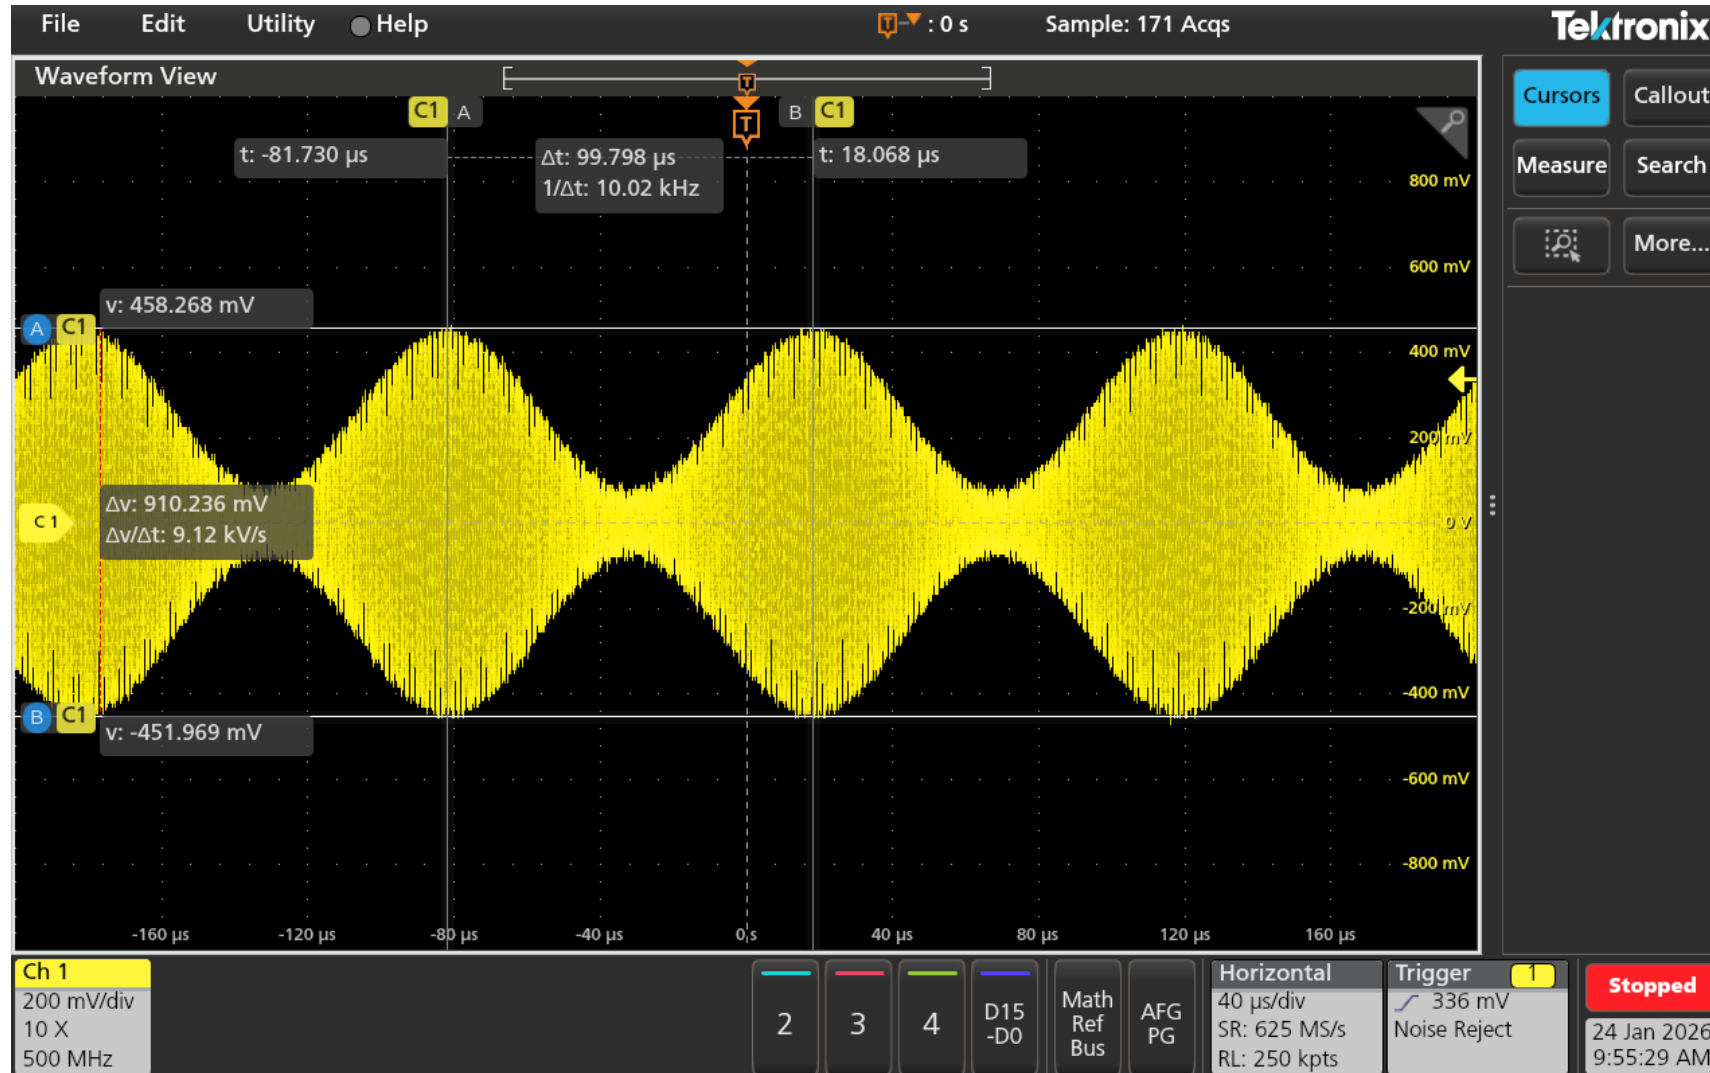 File Edit Utility Help
T : 0 s
Sample: 171 Acqs
Tektronix
Waveform View
T
C1 A
T
B C1
t: -81.730 µs
Δt: 99.798 µs
1/Δt: 10.02 kHz
t: 18.068 µs
800 mV
600 mV
v: 458.268 mV
A C1
400 mV
200 mV
Δv: 910.236 mV
Δv/Δt: 9.12 kV/s
C 1
0 V
-200 mV
-400 mV
B C1
v: -451.969 mV
-600 mV
-800 mV
-160 µs -120 µs -80 µs -40 µs 0 s 40 µs 80 µs 120 µs 160 µs
Cursors Callout
Measure Search
More...
Ch 1
200 mV/div
10 X
500 MHz
2
3
4
D15
-D0
Math
Ref
Bus
AFG
PG
Horizontal
40 µs/div
SR: 625 MS/s
RL: 250 kpts
Trigger 1
336 mV
Noise Reject
Stopped
24 Jan 2026
9:55:29 AM